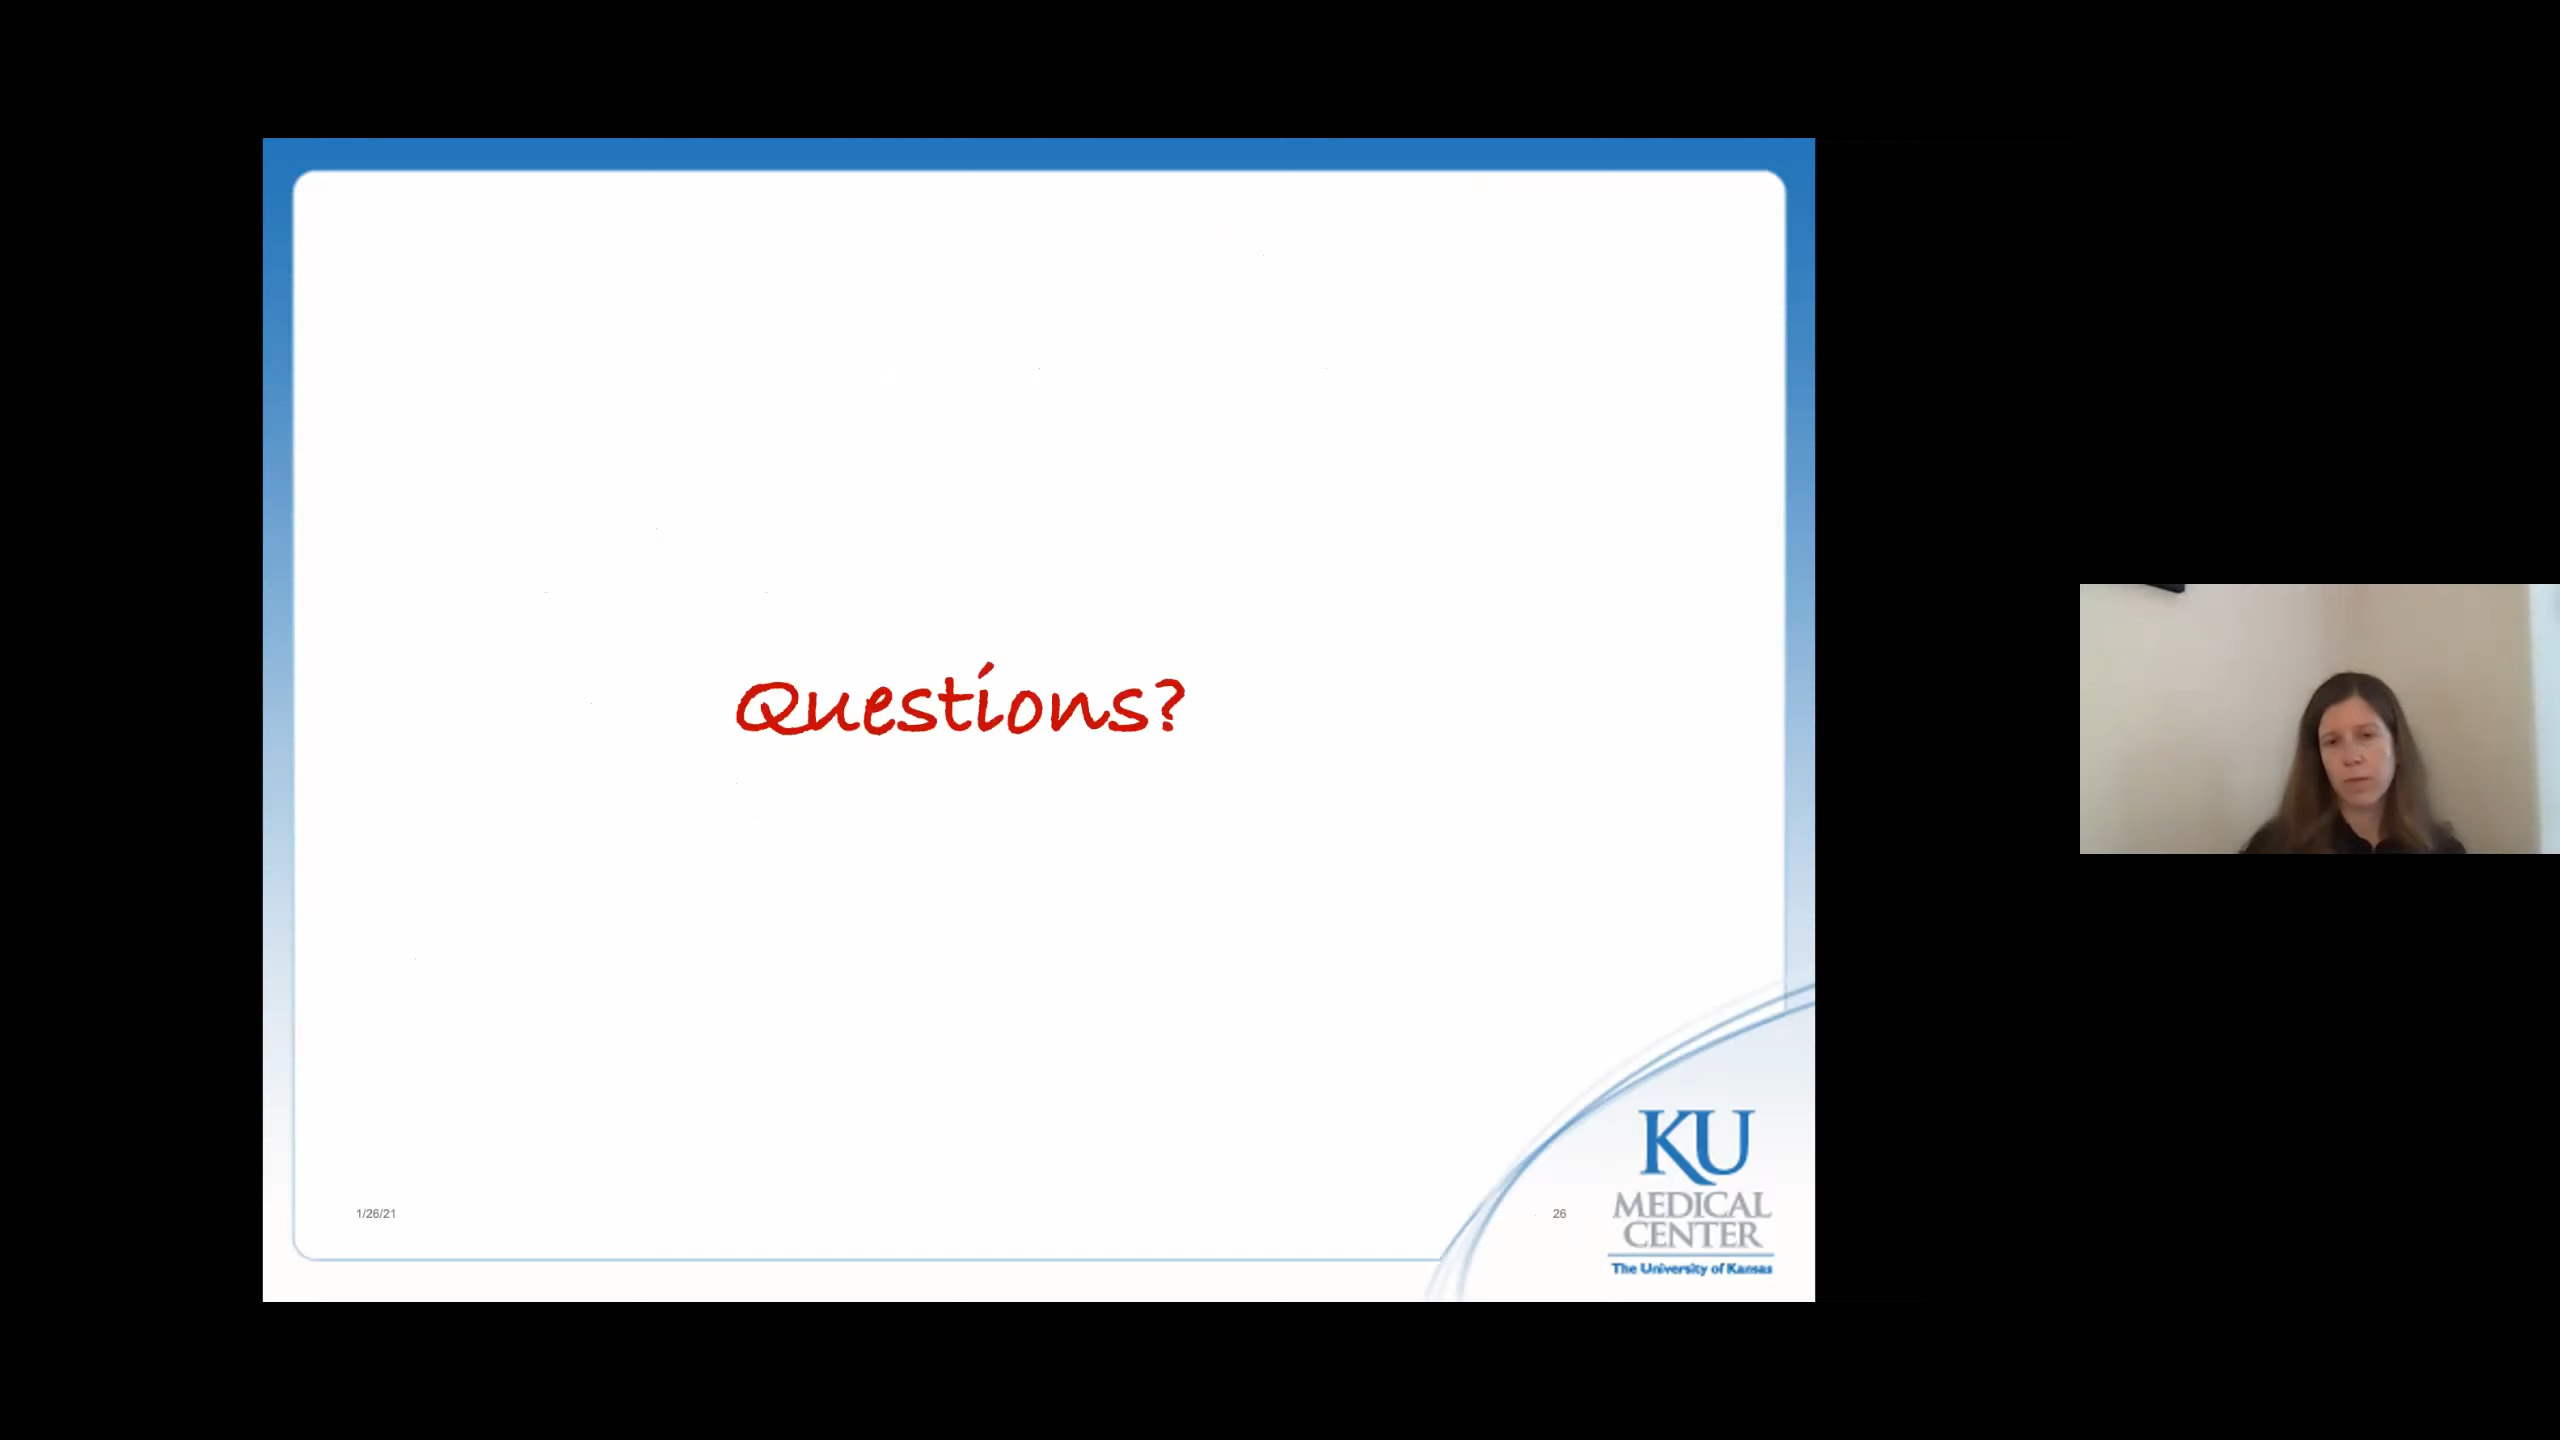 Questions?
1/26/21
26
KU
MEDICAL
CENTER
The University of Kansas